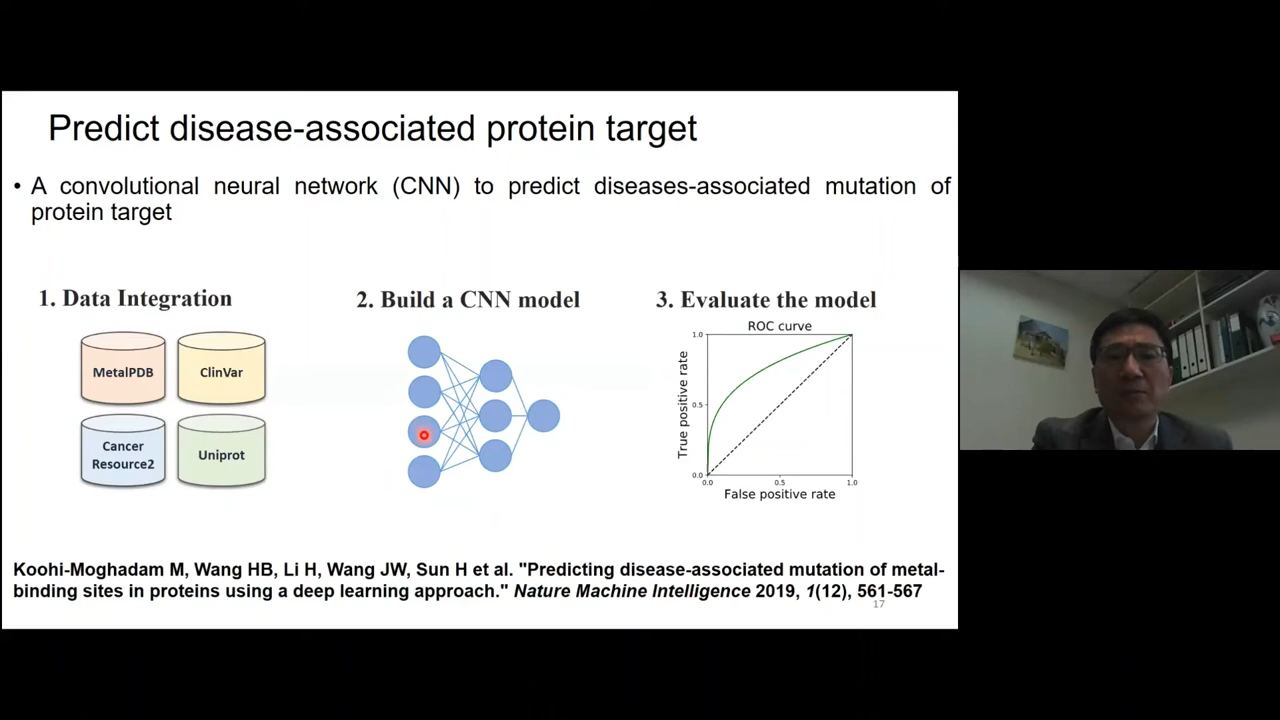 Predict disease-associated protein target
• A convolutional neural network (CNN) to predict diseases-associated mutation of
protein target
1. Data Integration
MetalPDB
ClinVar
Cancer
Resource2
Uniprot
2. Build a CNN model
3. Evaluate the model
ROC curve
1.0
0.5
0.0
True positive rate
0.0 0.5 1.0
False positive rate
Koohi-Moghadam M, Wang HB, Li H, Wang JW, Sun H et al. "Predicting disease-associated mutation of metal-
binding sites in proteins using a deep learning approach." Nature Machine Intelligence 2019, 1(12), 561-567
17